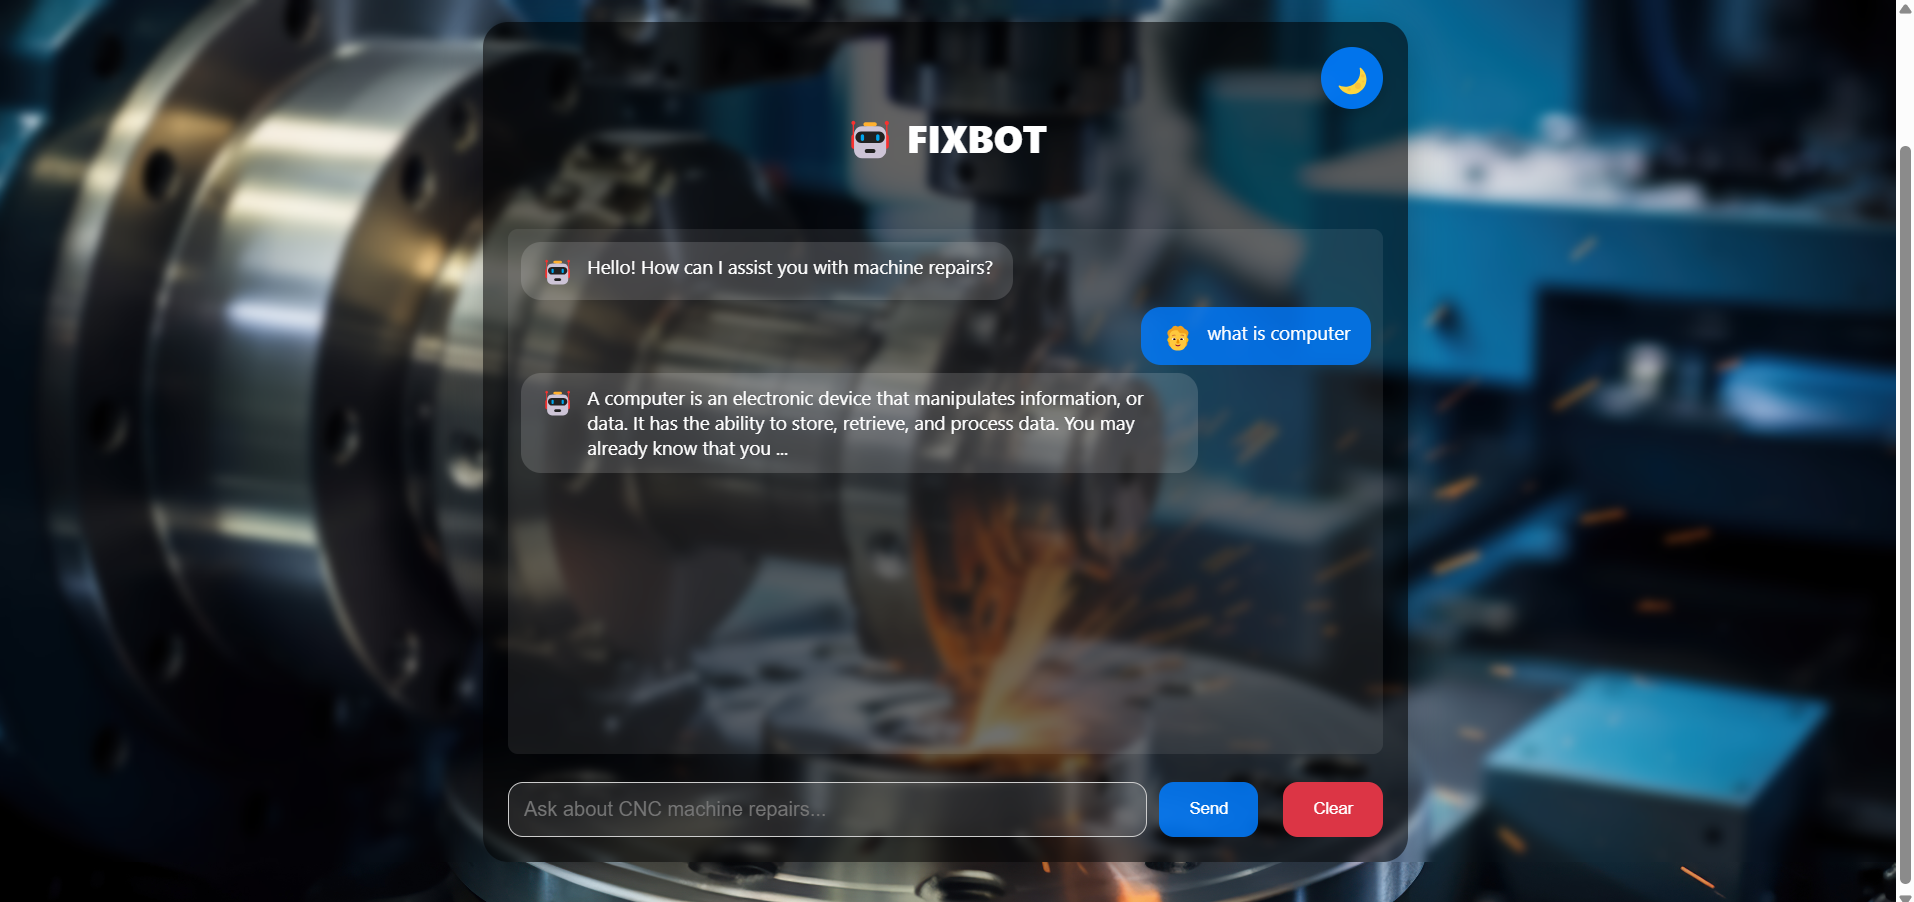 FIXBOT
Hello! How can I assist you with machine repairs?
what is computer
A computer is an electronic device that manipulates information, or
data. It has the ability to store, retrieve, and process data. You may
already know that you ...
Ask about CNC machine repairs...
Send
Clear